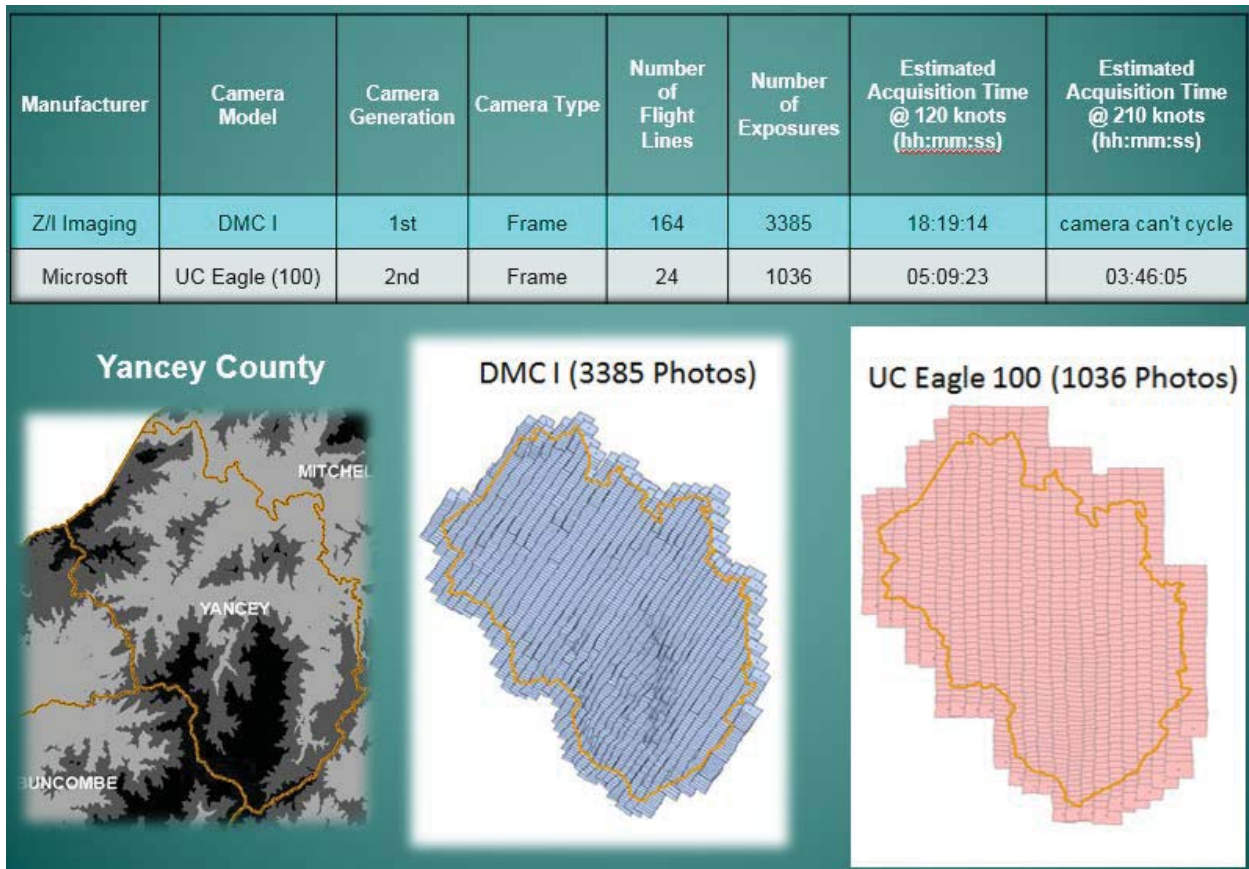 Manufacturer
Camera
Model
Camera
Generation
Camera Type
Number
of
Flight
Lines
Number
of
Exposures
Estimated
Acquisition Time
@ 120 knots
(hh:mm:ss)
Estimated
Acquisition Time
@ 210 knots
(hh:mm:ss)
Z/I Imaging DMC I 1st Frame 164 3385 18:19:14 camera can't cycle
Microsoft UC Eagle (100) 2nd Frame 24 1036 05:09:23 03:46:05
Yancey County
MITCHEL
YANCEY
BUNCOMBE
DMC I (3385 Photos)
UC Eagle 100 (1036 Photos)